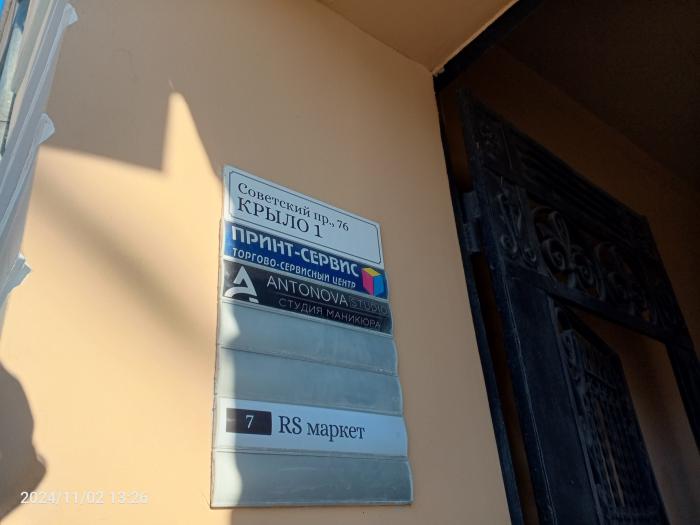 Советский пр., 76
КРЫЛО 1
ПРИНТ-СЕРВИС
ТОРГОВО-СЕРВИСНЫЙ ЦЕНТР
ANTONOVA STUDIO
СТУДИЯ МАНИКЮРА
7 RS маркет
2024/11/02 13:26